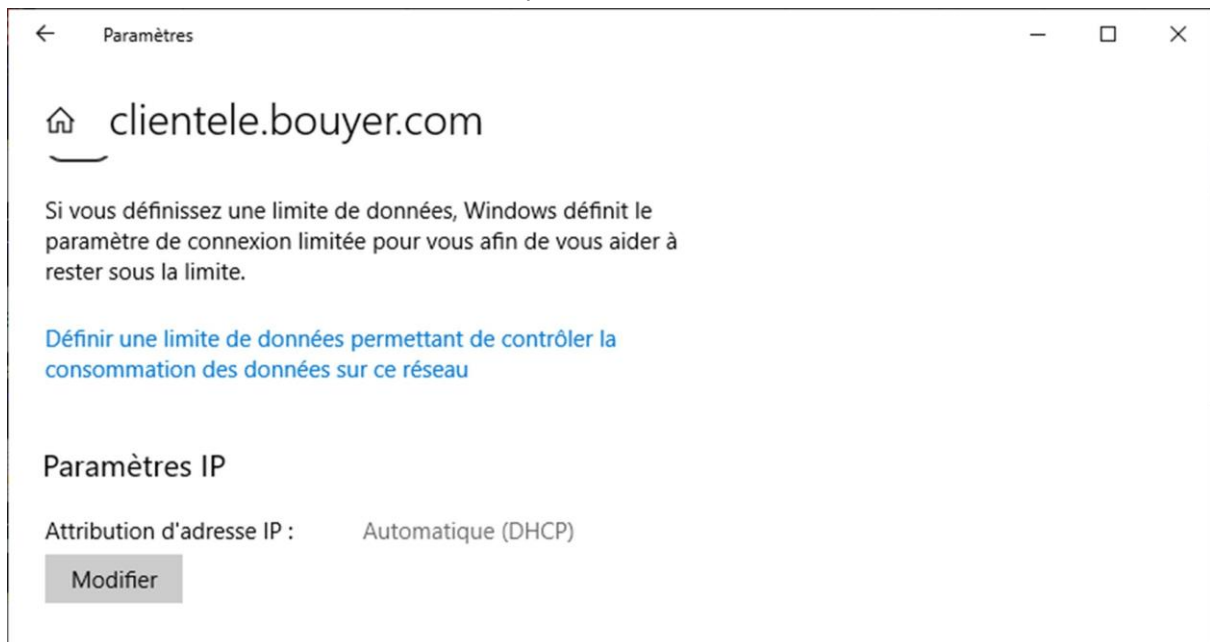 Paramètres
clientele.bouyer.com
Si vous définissez une limite de données, Windows définit le
paramètre de connexion limitée pour vous afin de vous aider à
rester sous la limite.
Définir une limite de données permettant de contrôler la
consommation des données sur ce réseau
Paramètres IP
Attribution d'adresse IP : Automatique (DHCP)
Modifier